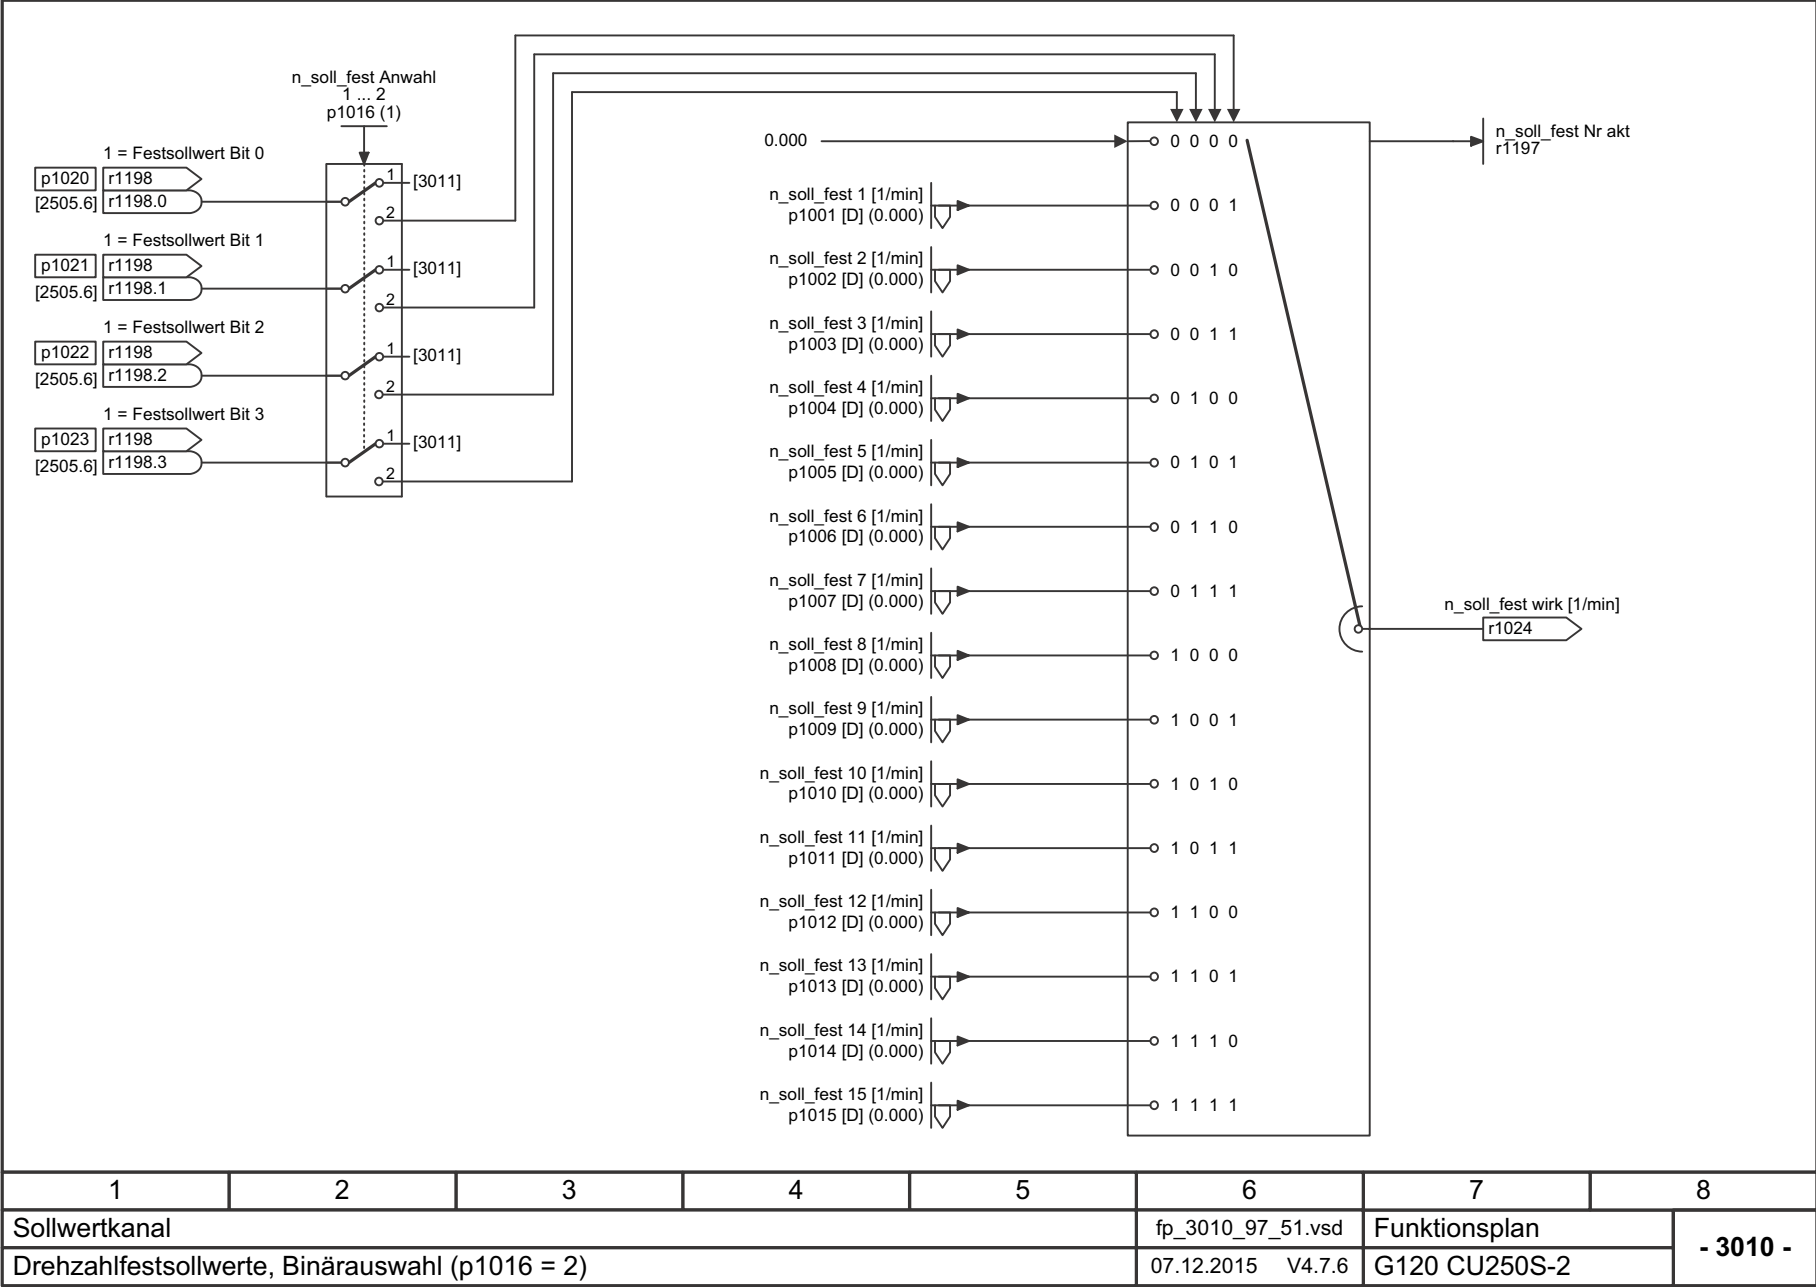 n_soll_fest Anwahl
1 ... 2
p1016 (1)
1 = Festsollwert Bit 0
p1020 r1198
[2505.6] r1198.0
1 [3011]
2
1 = Festsollwert Bit 1
p1021 r1198
[2505.6] r1198.1
1 [3011]
2
1 = Festsollwert Bit 2
p1022 r1198
[2505.6] r1198.2
1 [3011]
2
1 = Festsollwert Bit 3
p1023 r1198
[2505.6] r1198.3
1 [3011]
2
0.000 0 0 0 0
n_soll_fest 1 [1/min]
p1001 [D] (0.000) 0 0 0 1
n_soll_fest 2 [1/min]
p1002 [D] (0.000) 0 0 1 0
n_soll_fest 3 [1/min]
p1003 [D] (0.000) 0 0 1 1
n_soll_fest 4 [1/min]
p1004 [D] (0.000) 0 1 0 0
n_soll_fest 5 [1/min]
p1005 [D] (0.000) 0 1 0 1
n_soll_fest 6 [1/min]
p1006 [D] (0.000) 0 1 1 0
n_soll_fest 7 [1/min]
p1007 [D] (0.000) 0 1 1 1
n_soll_fest 8 [1/min]
p1008 [D] (0.000) 1 0 0 0
n_soll_fest 9 [1/min]
p1009 [D] (0.000) 1 0 0 1
n_soll_fest 10 [1/min]
p1010 [D] (0.000) 1 0 1 0
n_soll_fest 11 [1/min]
p1011 [D] (0.000) 1 0 1 1
n_soll_fest 12 [1/min]
p1012 [D] (0.000) 1 1 0 0
n_soll_fest 13 [1/min]
p1013 [D] (0.000) 1 1 0 1
n_soll_fest 14 [1/min]
p1014 [D] (0.000) 1 1 1 0
n_soll_fest 15 [1/min]
p1015 [D] (0.000) 1 1 1 1
n_soll_fest Nr akt
r1197
n_soll_fest wirk [1/min]
r1024
1 2 3 4 5 6 7 8
Sollwertkanal fp_3010_97_51.vsd Funktionsplan
- 3010 -
Drehzahlfestsollwerte, Binärauswahl (p1016 = 2) 07.12.2015 V4.7.6 G120 CU250S-2